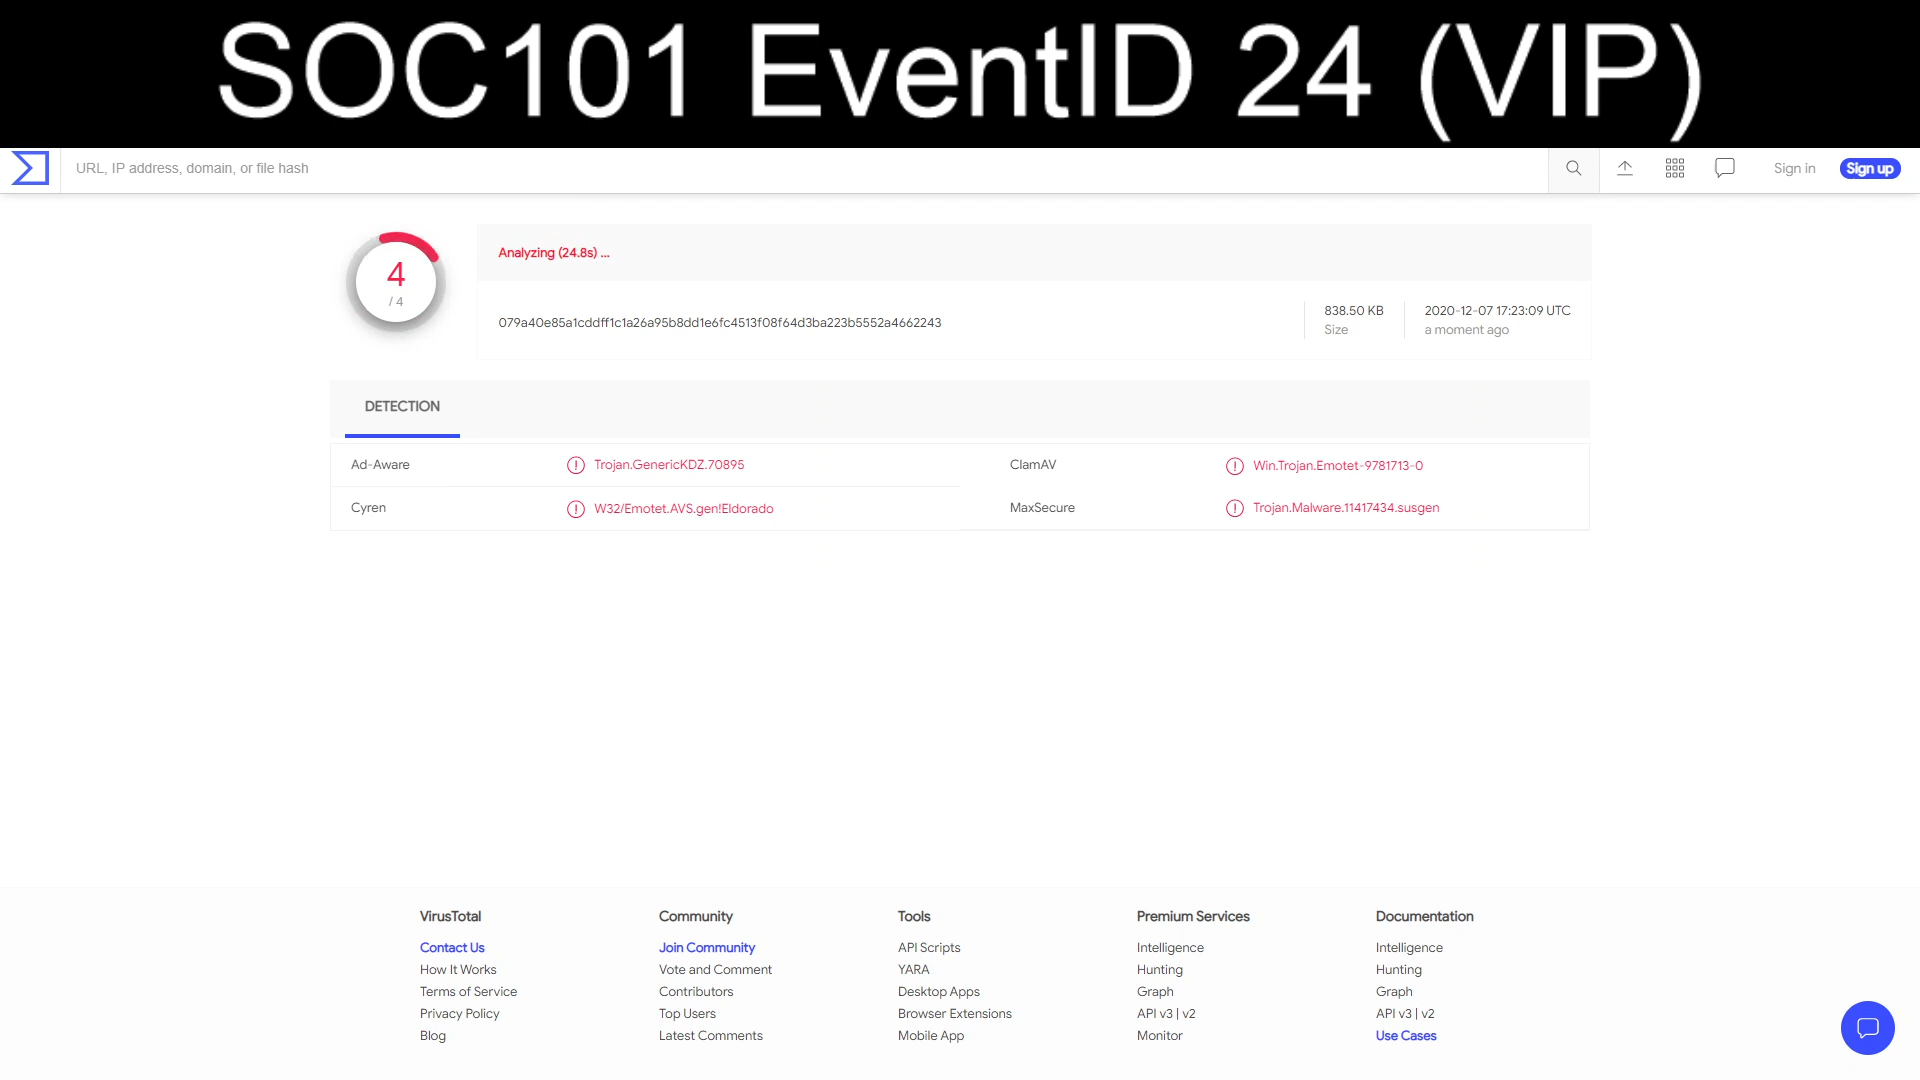 SOC101 EventID 24 (VIP)
URL, IP address, domain, or file hash
Sign in
Sign up
4
/ 4
Analyzing (24.8s) ...
079a40e85a1cddff1c1a26a95b8dd1e6fc4513f08f64d3ba223b5552a4662243
838.50 KB
Size
2020-12-07 17:23:09 UTC
a moment ago
DETECTION
Ad-Aware
Trojan.GenericKDZ.70895
ClamAV
Win.Trojan.Emotet-9781713-0
Cyren
W32/Emotet.AVS.gen!Eldorado
MaxSecure
Trojan.Malware.11417434.susgen
VirusTotal
Contact Us
How It Works
Terms of Service
Privacy Policy
Blog
Community
Join Community
Vote and Comment
Contributors
Top Users
Latest Comments
Tools
API Scripts
YARA
Desktop Apps
Browser Extensions
Mobile App
Premium Services
Intelligence
Hunting
Graph
API v3 | v2
Monitor
Documentation
Intelligence
Hunting
Graph
API v3 | v2
Use Cases